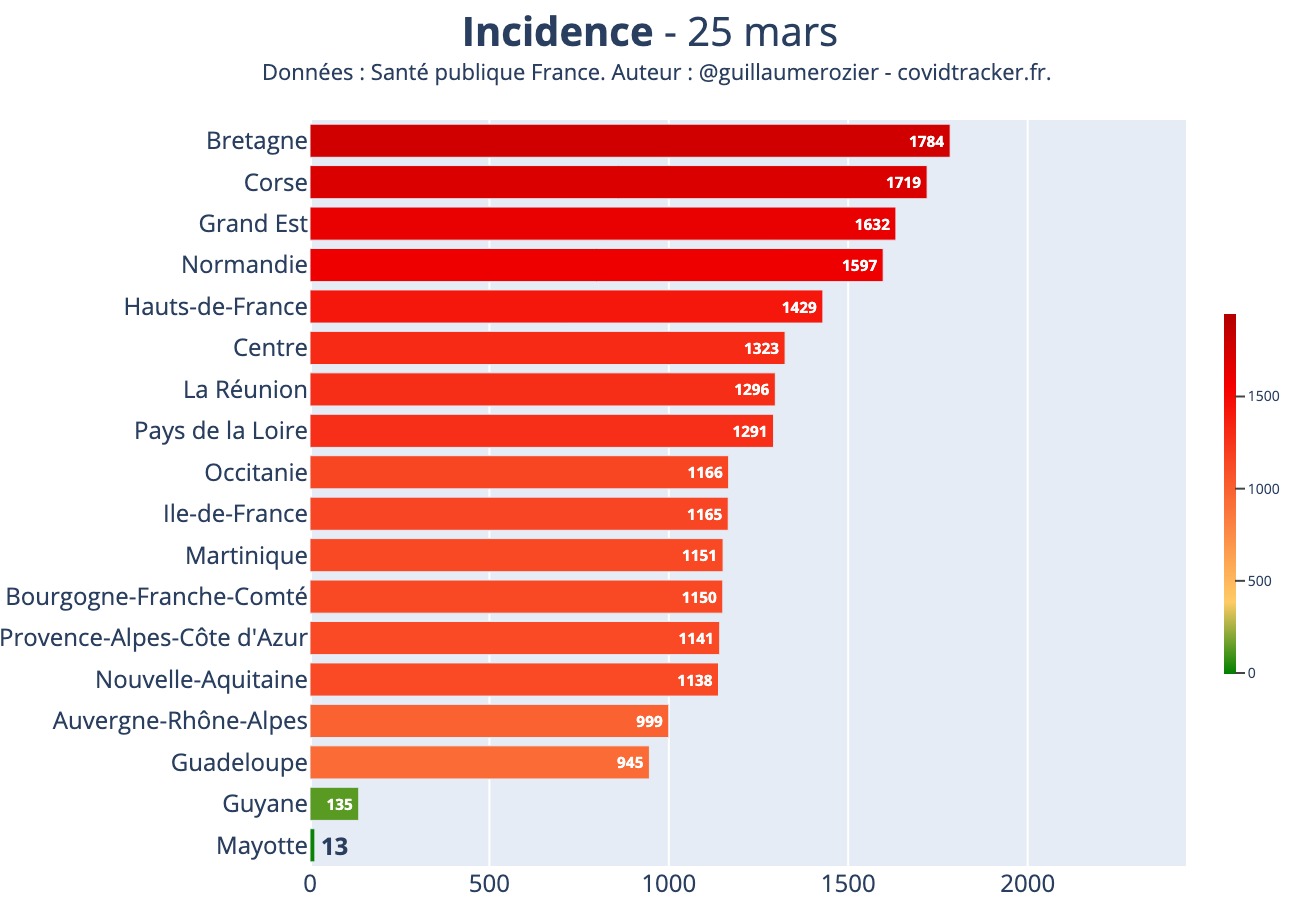 Incidence - 25 mars
Données : Santé publique France. Auteur : @guillaumerozier - covidtracker.fr.
Bretagne 1784
Corse 1719
Grand Est 1632
Normandie 1597
Hauts-de-France 1429
Centre 1323
La Réunion 1296
Pays de la Loire 1291
Occitanie 1166
Ile-de-France 1165
Martinique 1151
Bourgogne-Franche-Comté 1150
Provence-Alpes-Côte d'Azur 1141
Nouvelle-Aquitaine 1138
Auvergne-Rhône-Alpes 999
Guadeloupe 945
Guyane 135
Mayotte 13
0 500 1000 1500 2000
1500
1000
500
0